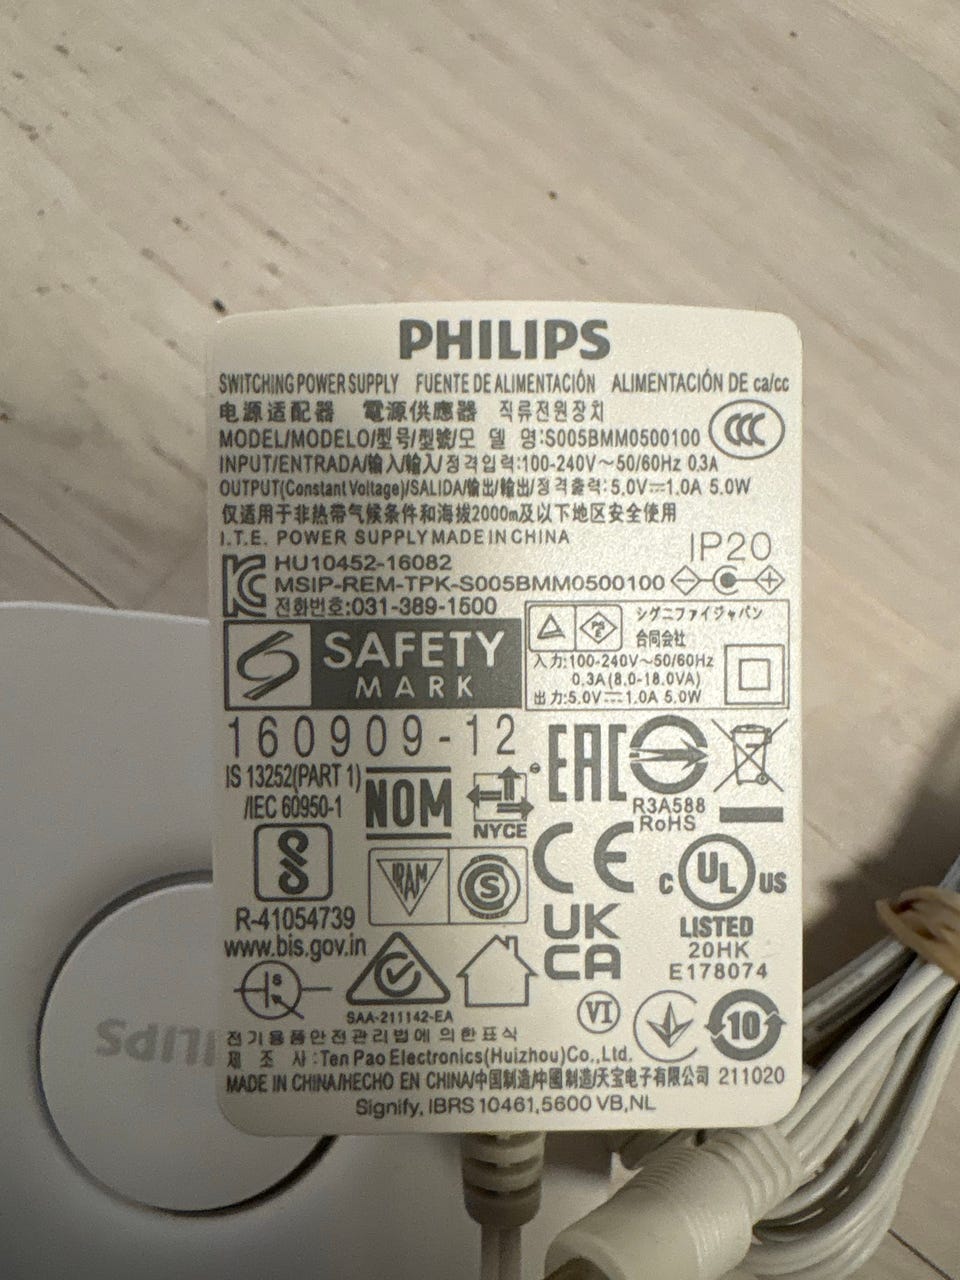 PHILIPS
SWITCHING POWER SUPPLY FUENTE DE ALIMENTACIÓN ALIMENTACIÓN DE ca/cc
电源适配器 電源供應器 직류전원장치
MODEL/MODELO/型号/型號/모 델 명:S005BMM0500100 CCC
INPUT/ENTRADA/输入/輸入/정격입력:100-240V~50/60Hz 0.3A
OUTPUT(Constant Voltage)/SALIDA/输出/輸出/정격출력:5.0V⎓1.0A 5.0W
仅适用于非热带气候条件和海拔2000m及以下地区安全使用
I.T.E. POWER SUPPLY MADE IN CHINA
IP20
KC HU10452-16082
MSIP-REM-TPK-S005BMM0500100
전화번호:031-389-1500
SAFETY
MARK
160909-12
PSE シグニファイジャパン
合同会社
入力:100-240V~50/60Hz
0.3A(8.0-18.0VA)
出力:5.0V⎓1.0A 5.0W
IS 13252(PART 1)
/IEC 60950-1
NOM
NYCE
EAC
R3A588
RoHS
R-41054739
www.bis.gov.in
IRAM
S
CE
UK
CA
c UL US
LISTED
20HK
E178074
S
SAA-211142-EA
VI
10
전기용품안전관리법에 의한표식
제 조 사:Ten Pao Electronics(Huizhou)Co.,Ltd.
MADE IN CHINA/HECHO EN CHINA/中国制造/中國製造/天宝电子有限公司 211020
Signify, IBRS 10461,5600 VB,NL
PHILIPS